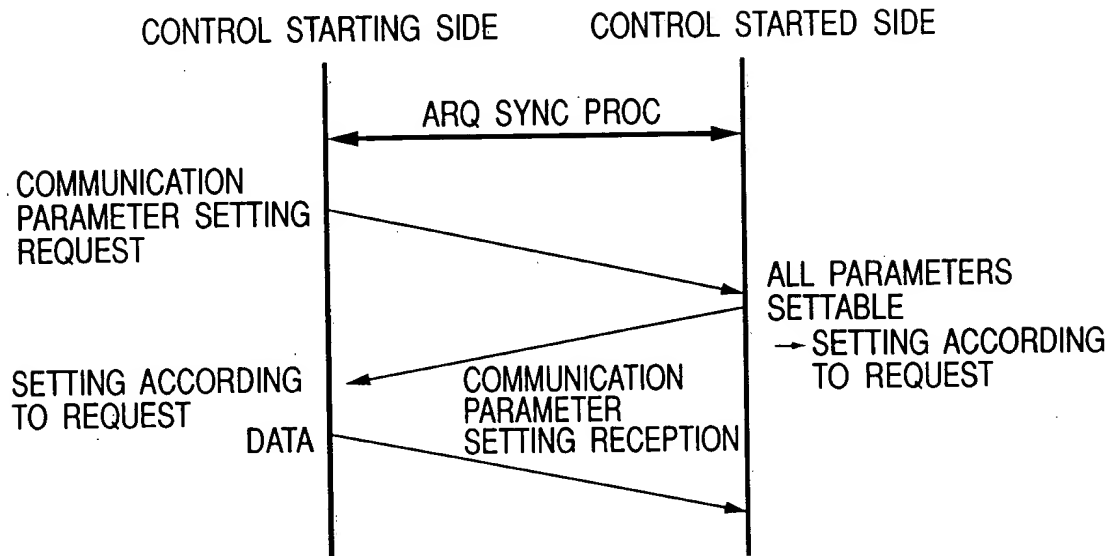 CONTROL STARTING SIDE
CONTROL STARTED SIDE
ARQ SYNC PROC
COMMUNICATION
PARAMETER SETTING
REQUEST
ALL PARAMETERS
SETTABLE
→ SETTING ACCORDING
TO REQUEST
SETTING ACCORDING
TO REQUEST
COMMUNICATION
PARAMETER
SETTING RECEPTION
DATA